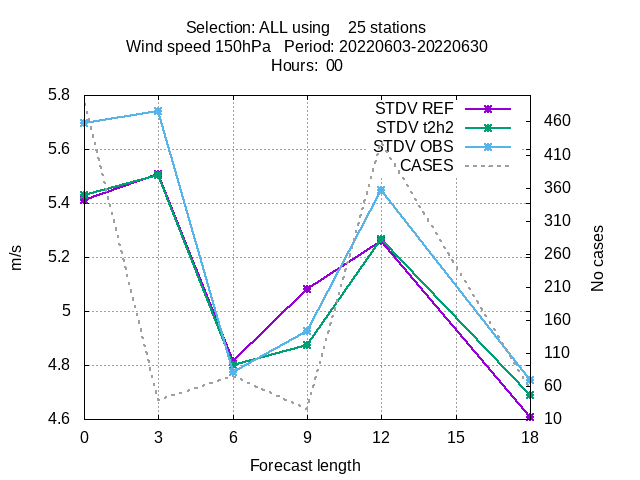 Selection: ALL using 25 stations
Wind speed 150hPa Period: 20220603-20220630
Hours: 00
STDV REF
STDV t2h2
STDV OBS
CASES
5.8
5.6
5.4
5.2
5
4.8
4.6
m/s
460
410
360
310
260
210
160
110
60
10
No cases
0 3 6 9 12 15 18
Forecast length